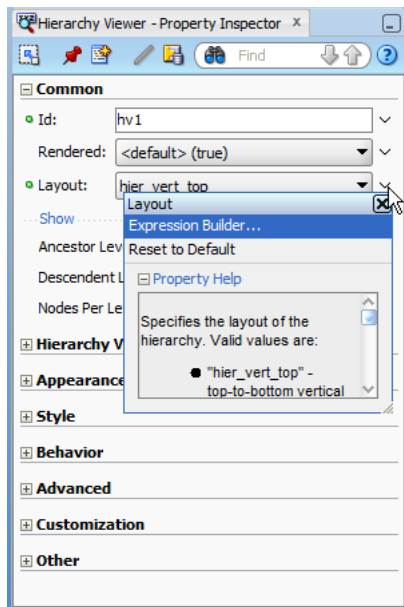 Hierarchy Viewer - Property Inspector x
Find
Common
Id: hv1
Rendered: <default> (true)
Layout: hier_vert_top
Show
Ancestor Lev
Descendent L
Nodes Per Le
Layout
Expression Builder...
Reset to Default
Property Help
Specifies the layout of the
hierarchy. Valid values are:
"hier_vert_top" -
top-to-bottom vertical
Hierarchy V
Appearance
Style
Behavior
Advanced
Customization
Other